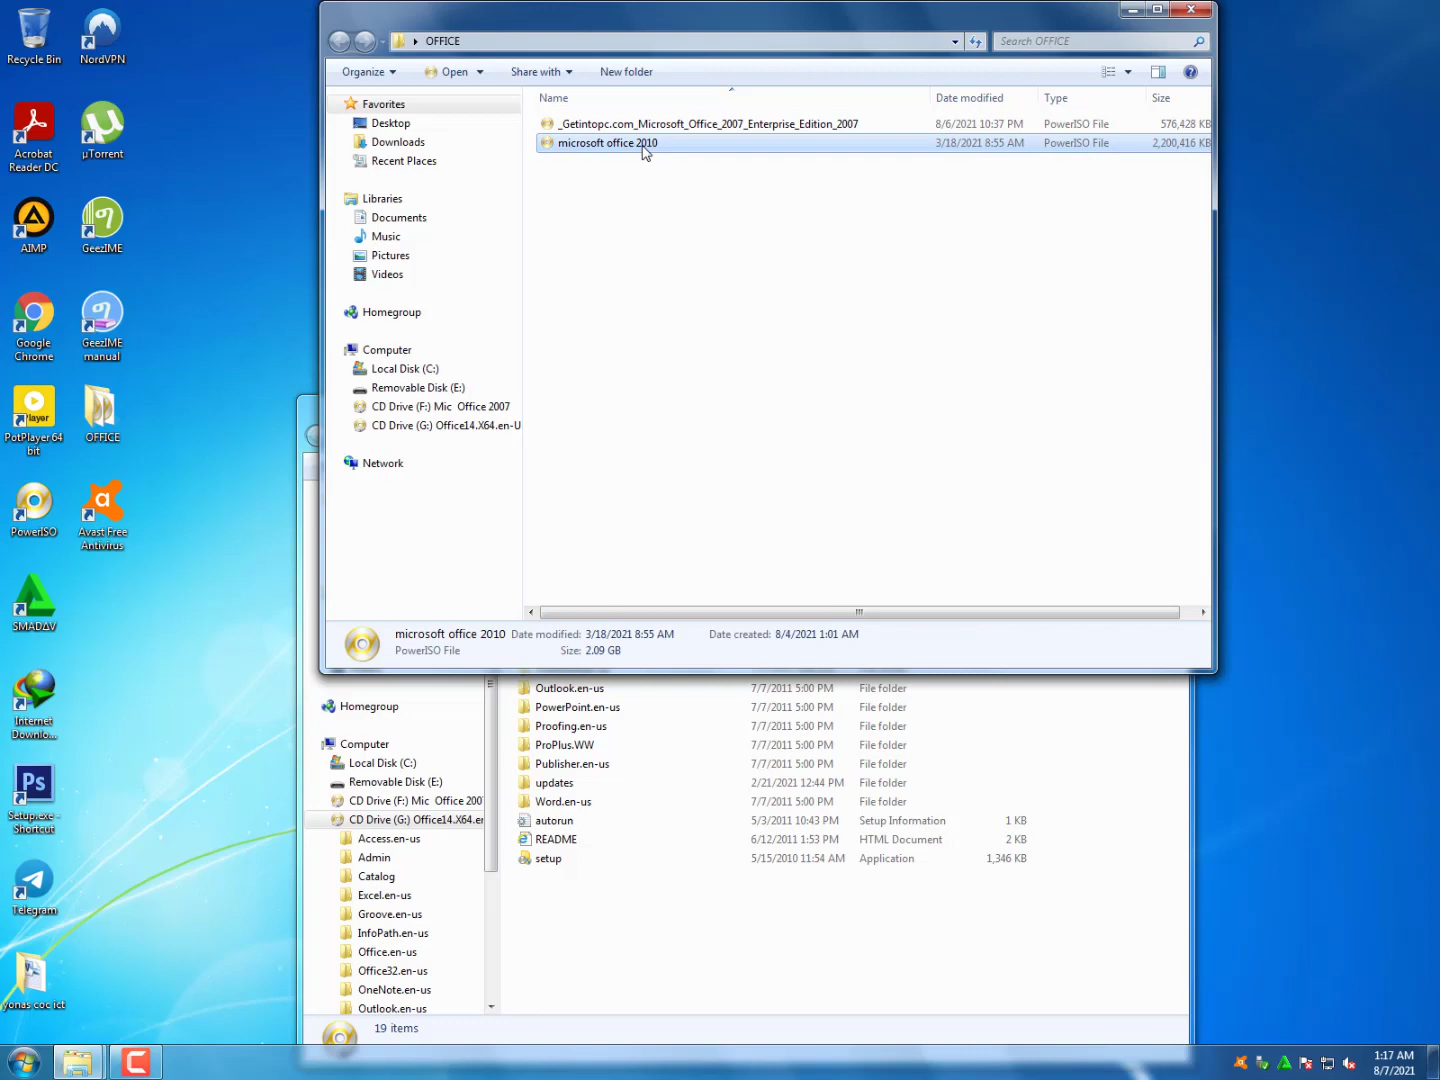 Recycle Bin
NordVPN
Acrobat
Reader DC
µTorrent
AIMP
GeezIME
Google
Chrome
GeezIME
manual
Player
PotPlayer 64
bit
OFFICE
PowerISO
Avast Free
Antivirus
SMADΔV
Internet
Downlo...
Ps
Setup.exe -
Shortcut
Telegram
yonas coc ict
OFFICE
Search OFFICE
Organize
Open
Share with
New folder
Name
Date modified
Type
Size
_Getintopc.com_Microsoft_Office_2007_Enterprise_Edition_2007
8/6/2021 10:37 PM
PowerISO File
576,428 KB
microsoft office 2010
3/18/2021 8:55 AM
PowerISO File
2,200,416 KB
Favorites
Desktop
Downloads
Recent Places
Libraries
Documents
Music
Pictures
Videos
Homegroup
Computer
Local Disk (C:)
Removable Disk (E:)
CD Drive (F:) Mic Office 2007
CD Drive (G:) Office14.X64.en-U
Network
microsoft office 2010 Date modified: 3/18/2021 8:55 AM Date created: 8/4/2021 1:01 AM
PowerISO File Size: 2.09 GB
Homegroup
Computer
Local Disk (C:)
Removable Disk (E:)
CD Drive (F:) Mic Office 200
CD Drive (G:) Office14.X64.er
Access.en-us
Admin
Catalog
Excel.en-us
Groove.en-us
InfoPath.en-us
Office.en-us
Office32.en-us
OneNote.en-us
Outlook.en-us
Outlook.en-us 7/7/2011 5:00 PM File folder
PowerPoint.en-us 7/7/2011 5:00 PM File folder
Proofing.en-us 7/7/2011 5:00 PM File folder
ProPlus.WW 7/7/2011 5:00 PM File folder
Publisher.en-us 7/7/2011 5:00 PM File folder
updates 2/21/2021 12:44 PM File folder
Word.en-us 7/7/2011 5:00 PM File folder
autorun 5/3/2011 10:43 PM Setup Information 1 KB
README 6/12/2011 1:53 PM HTML Document 2 KB
setup 5/15/2010 11:54 AM Application 1,346 KB
19 items
1:17 AM
8/7/2021